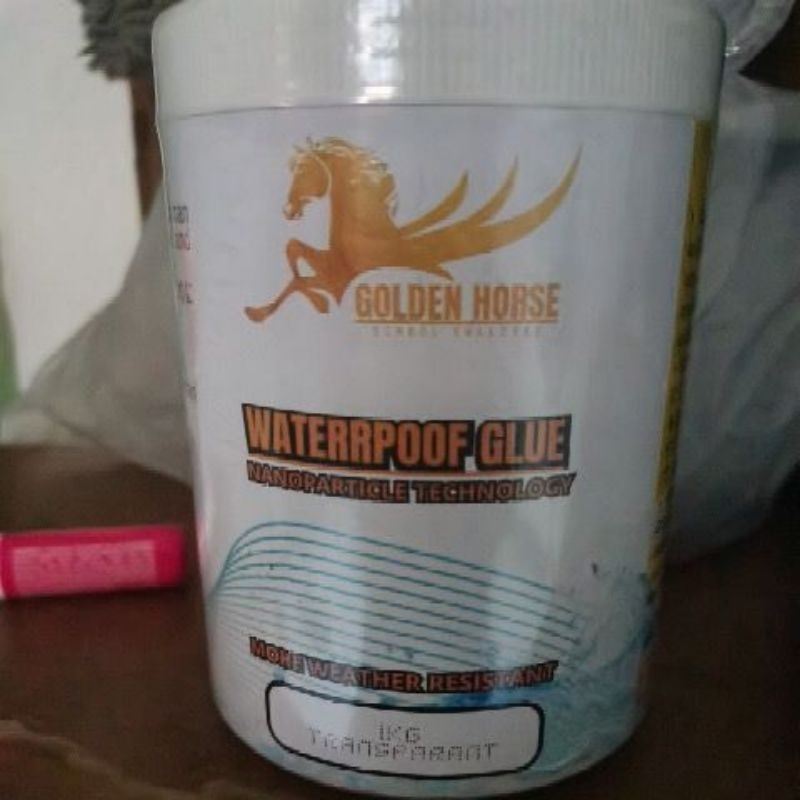 GOLDEN HORSE
WATERRPOOF GLUE
NANOPARTICLE TECHNOLOGY
MORE WEATHER RESISTANT
1KG
TRANSPARANT